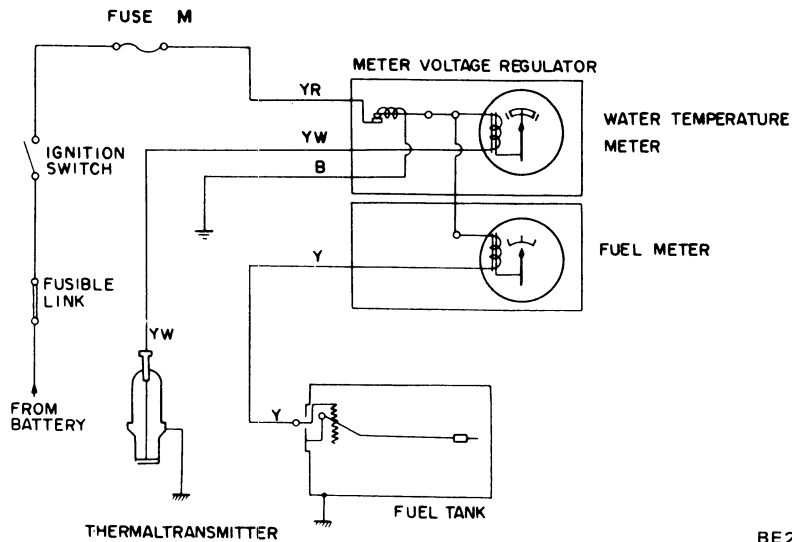 FUSE M
METER VOLTAGE REGULATOR
YR
WATER TEMPERATURE
METER
YW
IGNITION
SWITCH
B
FUEL METER
Y
FUSIBLE
LINK
YW
FROM
BATTERY
Y
FUEL TANK
THERMALTRANSMITTER
BE2